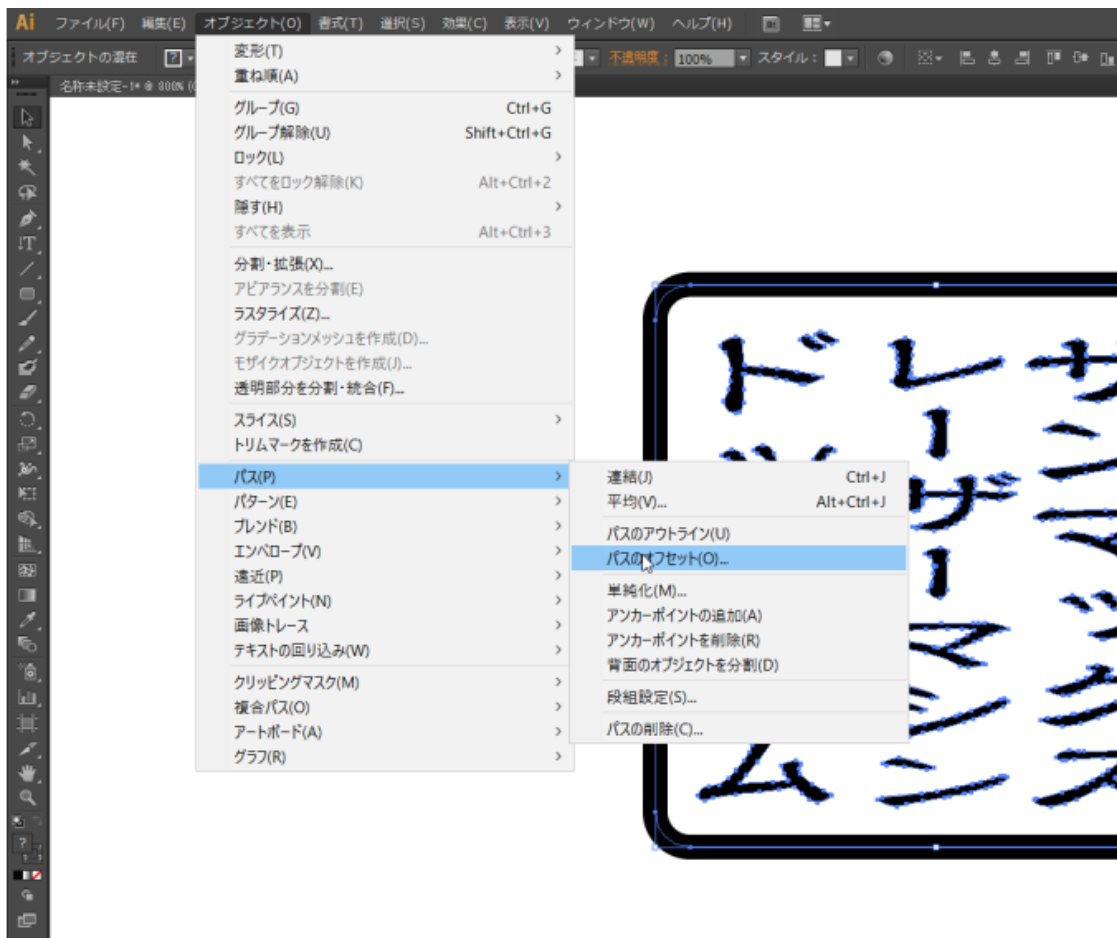 Ai ファイル(F) 編集(E) オブジェクト(O) 書式(T) 選択(S) 効果(C) 表示(V) ウィンドウ(W) ヘルプ(H) Br
オブジェクトの混在 ? 不透明度: 100% スタイル:
名称未設定-1* @ 800%
変形(T)
重ね順(A)
グループ(G) Ctrl+G
グループ解除(U) Shift+Ctrl+G
ロック(L)
すべてをロック解除(K) Alt+Ctrl+2
隠す(H)
すべてを表示 Alt+Ctrl+3
分割・拡張(X)...
アピアランスを分割(E)
ラスタライズ(Z)...
グラデーションメッシュを作成(D)...
モザイクオブジェクトを作成(J)...
透明部分を分割・統合(F)...
スライス(S)
トリムマークを作成(C)
パス(P)
パターン(E)
ブレンド(B)
エンベロープ(V)
遠近(P)
ライブペイント(N)
画像トレース
テキストの回り込み(W)
クリッピングマスク(M)
複合パス(O)
アートボード(A)
グラフ(R)
連結(J) Ctrl+J
平均(V)... Alt+Ctrl+J
パスのアウトライン(U)
パスのオフセット(O)...
単純化(M)...
アンカーポイントの追加(A)
アンカーポイントを削除(R)
背面のオブジェクトを分割(D)
段組設定(S)...
パスの削除(C)...
レーザーマシン
ド
ム